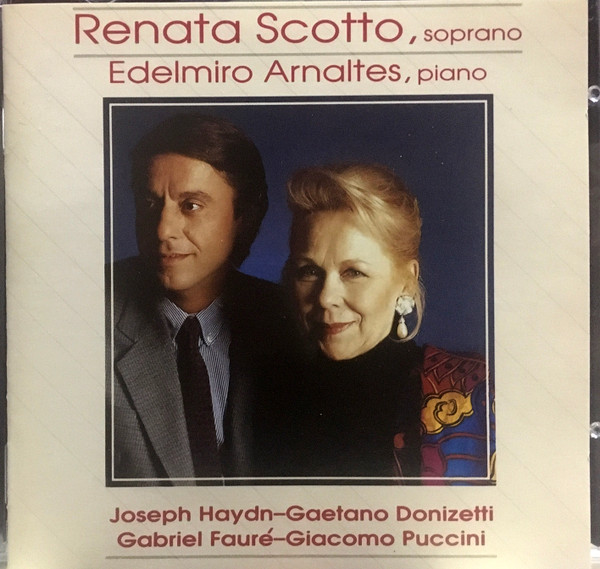 Renata Scotto, soprano
Edelmiro Arnaltes, piano
Joseph Haydn–Gaetano Donizetti
Gabriel Fauré–Giacomo Puccini